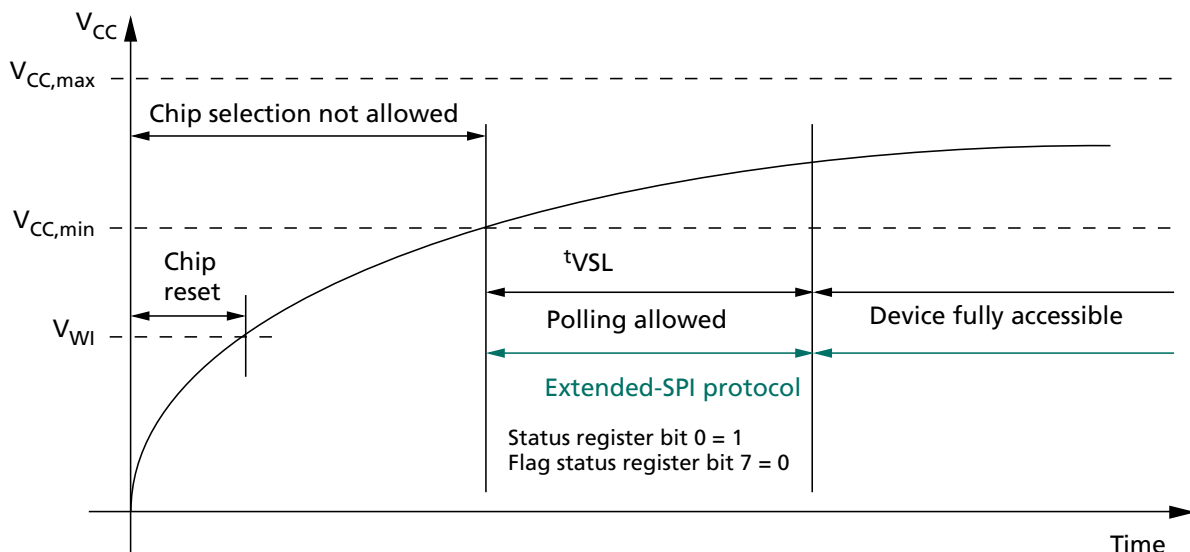 VCC
VCC,max
Chip selection not allowed
VCC,min
Chip
reset
tVSL
VWI
Polling allowed
Device fully accessible
Extended-SPI protocol
Status register bit 0 = 1
Flag status register bit 7 = 0
Time